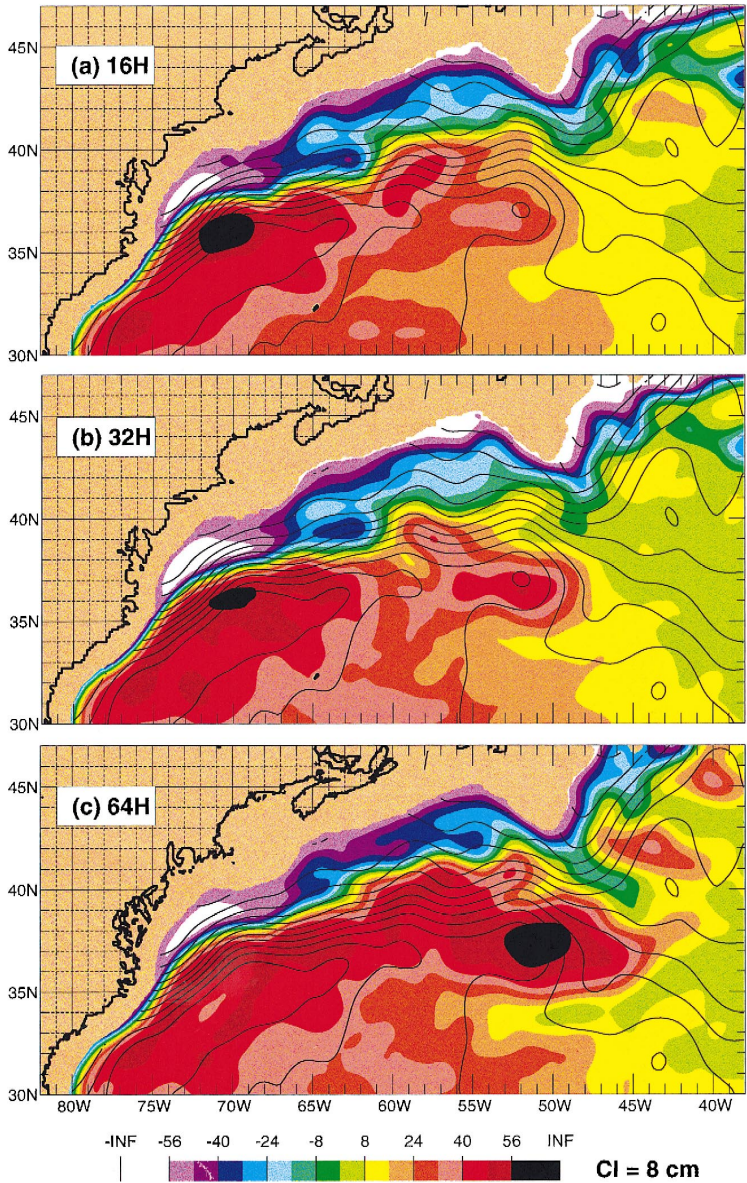 45N
(a) 16H
40N
35N
30N
45N
(b) 32H
40N
35N
30N
45N
(c) 64H
40N
35N
30N
80W 75W 70W 65W 60W 55W 50W 45W 40W
-INF -56 -40 -24 -8 8 24 40 56 INF
CI = 8 cm